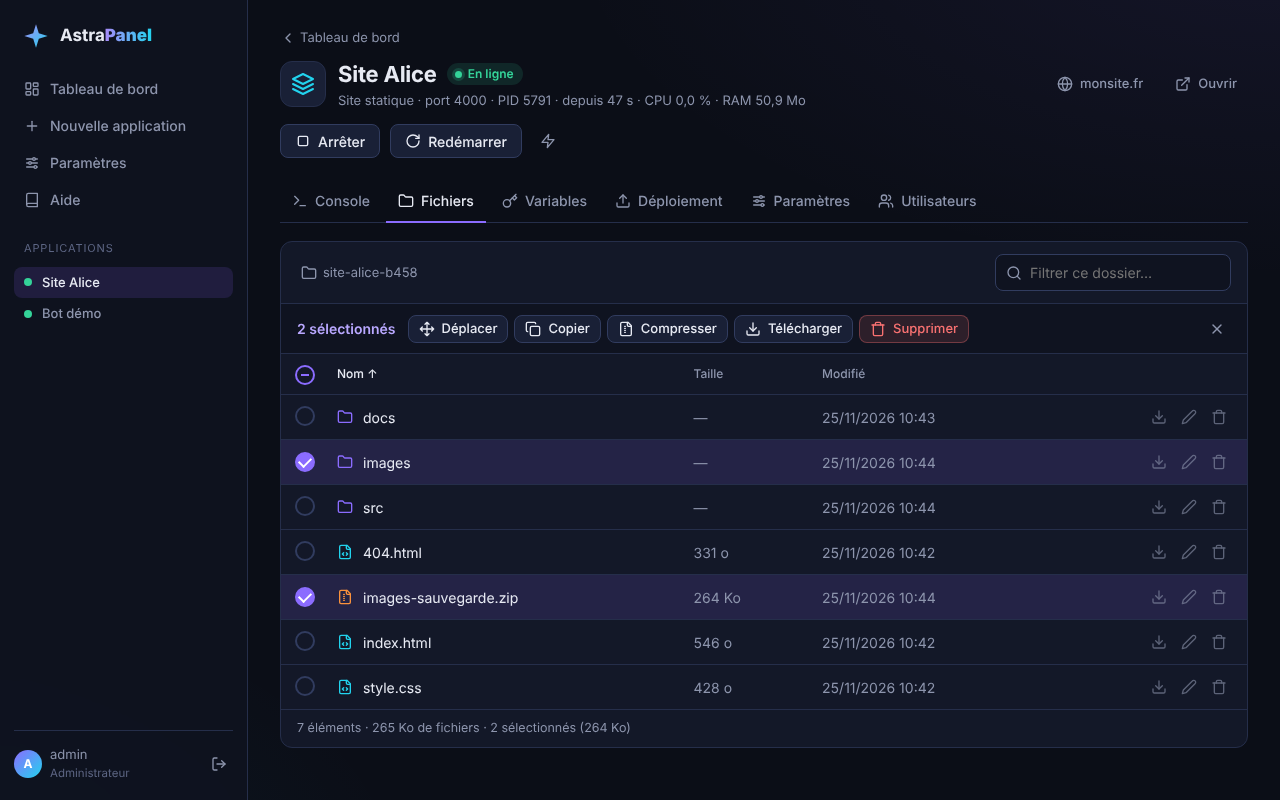 AstraPanel
Tableau de bord
Nouvelle application
Paramètres
Aide
APPLICATIONS
Site Alice
Bot démo
A
admin
Administrateur
Tableau de bord
Site Alice
En ligne
Site statique · port 4000 · PID 5791 · depuis 47 s · CPU 0,0 % · RAM 50,9 Mo
monsite.fr
Ouvrir
Arrêter
Redémarrer
Console
Fichiers
Variables
Déploiement
Paramètres
Utilisateurs
site-alice-b458
Filtrer ce dossier...
2 sélectionnés
Déplacer
Copier
Compresser
Télécharger
Supprimer
Nom ↑ Taille Modifié
docs — 25/11/2026 10:43
images — 25/11/2026 10:44
src — 25/11/2026 10:44
404.html 331 o 25/11/2026 10:42
images-sauvegarde.zip 264 Ko 25/11/2026 10:44
index.html 546 o 25/11/2026 10:42
style.css 428 o 25/11/2026 10:42
7 éléments · 265 Ko de fichiers · 2 sélectionnés (264 Ko)